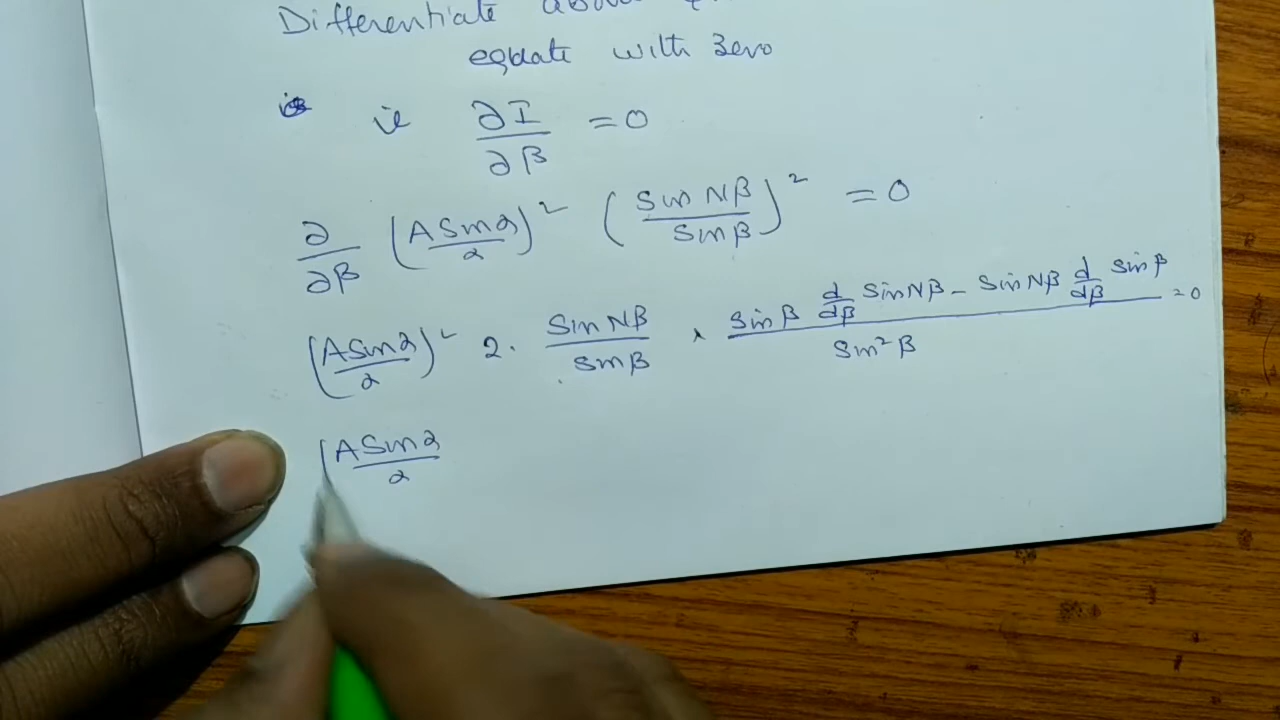 Differentiate above
equate with Zero
ie ∂I/∂β = 0
∂/∂β (A Sin α/α)² (Sin Nβ/Sin β)² = 0
(A Sin α/α)² 2. Sin Nβ/Sin β × (Sin β d/dβ Sin Nβ - Sin Nβ d/dβ Sin β)/Sin² β = 0
(A Sin α/α